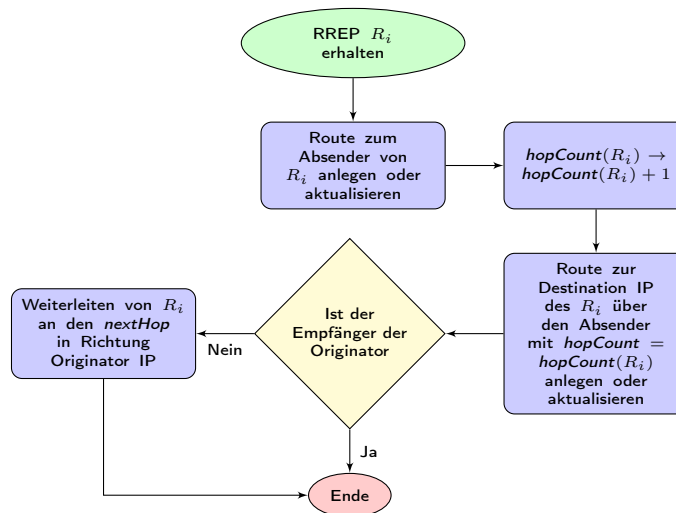 RREP R_i
erhalten
Route zum
Absender von
R_i anlegen oder
aktualisieren
hopCount(R_i) →
hopCount(R_i) + 1
Route zur
Destination IP
des R_i über
den Absender
mit hopCount =
hopCount(R_i)
anlegen oder
aktualisieren
Ist der
Empfänger der
Originator
Nein
Weiterleiten von R_i
an den nextHop
in Richtung
Originator IP
Ja
Ende